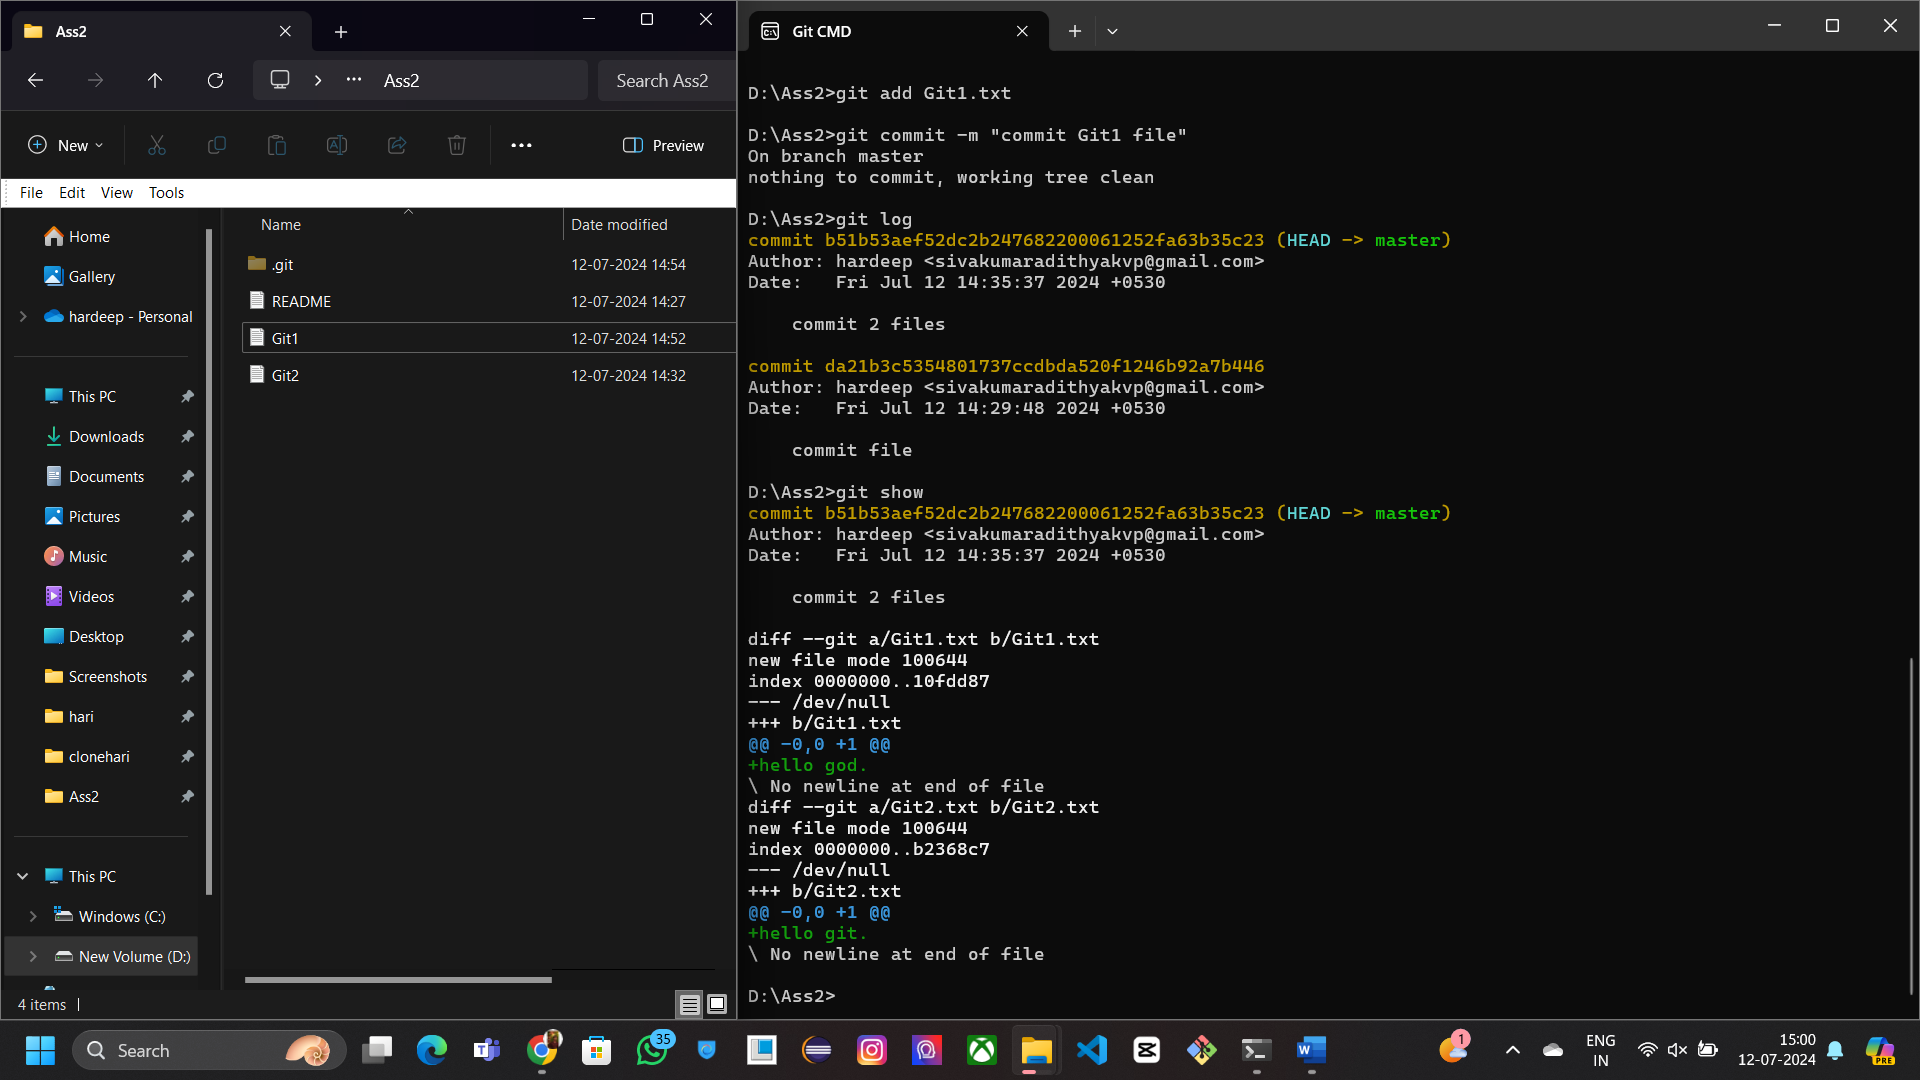 Ass2
Ass2
Search Ass2
New
Preview
File Edit View Tools
Name Date modified
.git 12-07-2024 14:54
README 12-07-2024 14:27
Git1 12-07-2024 14:52
Git2 12-07-2024 14:32
Home
Gallery
hardeep - Personal
This PC
Downloads
Documents
Pictures
Music
Videos
Desktop
Screenshots
hari
clonehari
Ass2
This PC
Windows (C:)
New Volume (D:)
4 items
Git CMD
D:\Ass2>git add Git1.txt
D:\Ass2>git commit -m "commit Git1 file"
On branch master
nothing to commit, working tree clean
D:\Ass2>git log
commit b51b53aef52dc2b247682200061252fa63b35c23 (HEAD -> master)
Author: hardeep <sivakumaradithyakvp@gmail.com>
Date:   Fri Jul 12 14:35:37 2024 +0530
    commit 2 files
commit da21b3c5354801737ccdbda520f1246b92a7b446
Author: hardeep <sivakumaradithyakvp@gmail.com>
Date:   Fri Jul 12 14:29:48 2024 +0530
    commit file
D:\Ass2>git show
commit b51b53aef52dc2b247682200061252fa63b35c23 (HEAD -> master)
Author: hardeep <sivakumaradithyakvp@gmail.com>
Date:   Fri Jul 12 14:35:37 2024 +0530
    commit 2 files
diff --git a/Git1.txt b/Git1.txt
new file mode 100644
index 0000000..10fdd87
--- /dev/null
+++ b/Git1.txt
@@ -0,0 +1 @@
+hello god.
\ No newline at end of file
diff --git a/Git2.txt b/Git2.txt
new file mode 100644
index 0000000..b2368c7
--- /dev/null
+++ b/Git2.txt
@@ -0,0 +1 @@
+hello git.
\ No newline at end of file
D:\Ass2>
Search
35
1
ENG
IN
15:00
12-07-2024
PRE